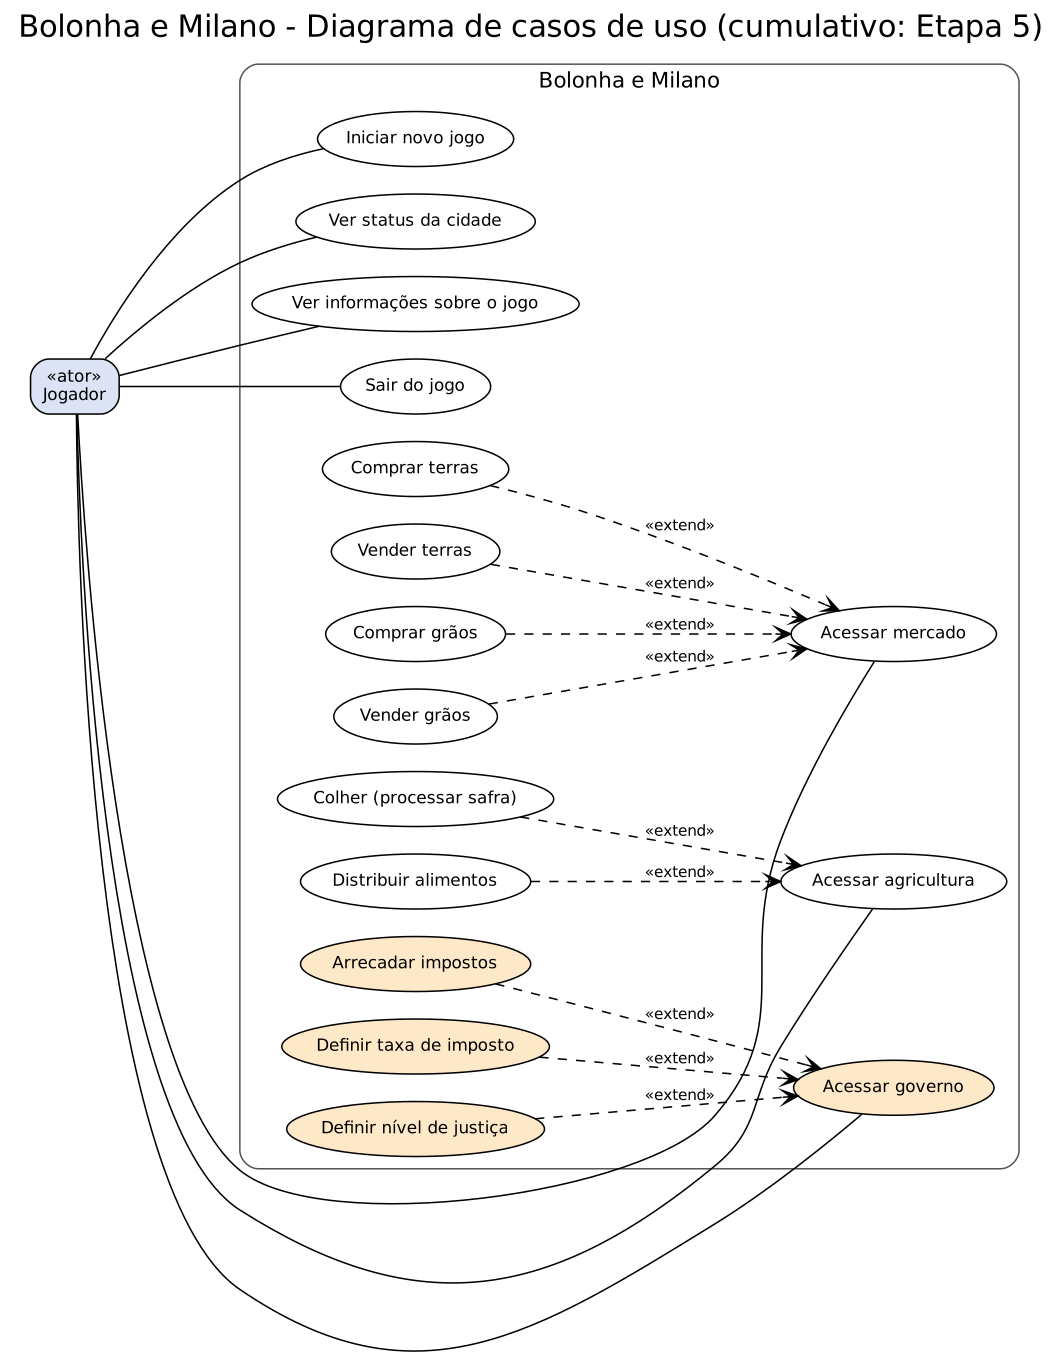 Bolonha e Milano - Diagrama de casos de uso (cumulativo: Etapa 5)
Bolonha e Milano
Iniciar novo jogo
Ver status da cidade
Ver informações sobre o jogo
«ator»
Jogador
Sair do jogo
Comprar terras
«extend»
Vender terras
«extend»
Comprar grãos
«extend»
Acessar mercado
«extend»
Vender grãos
Colher (processar safra)
«extend»
Distribuir alimentos
«extend»
Acessar agricultura
Arrecadar impostos
«extend»
Definir taxa de imposto
«extend»
Acessar governo
«extend»
Definir nível de justiça